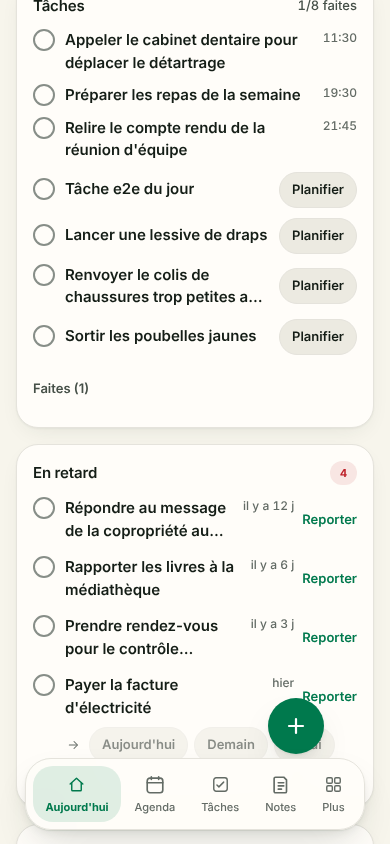 Tâches
1/8 faites
Appeler le cabinet dentaire pour
déplacer le détartrage
11:30
Préparer les repas de la semaine
19:30
Relire le compte rendu de la
réunion d'équipe
21:45
Tâche e2e du jour
Planifier
Lancer une lessive de draps
Planifier
Renvoyer le colis de
chaussures trop petites a...
Planifier
Sortir les poubelles jaunes
Planifier
Faites (1)
En retard
4
Répondre au message
de la copropriété au...
il y a 12 j
Reporter
Rapporter les livres à la
médiathèque
il y a 6 j
Reporter
Prendre rendez-vous
pour le contrôle...
il y a 3 j
Reporter
Payer la facture
d'électricité
hier
Reporter
→ Aujourd'hui
Demain
Aujourd'hui
Agenda
Tâches
Notes
Plus